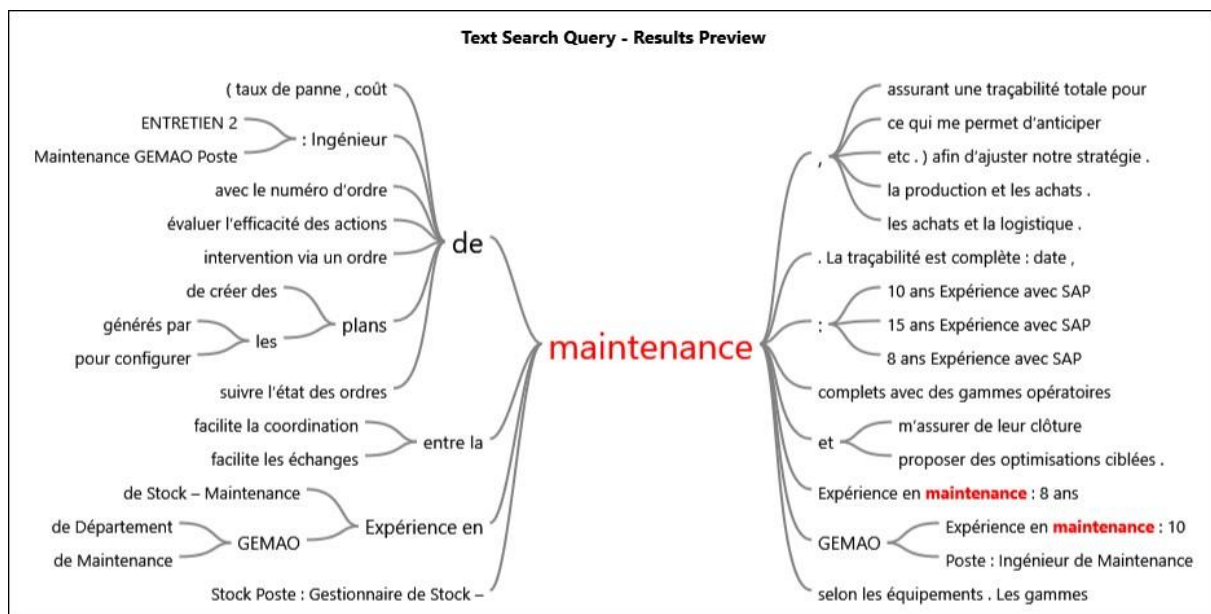 Text Search Query - Results Preview
( taux de panne , coût
ENTRETIEN 2
Maintenance GEMAO Poste
: Ingénieur
avec le numéro d'ordre
évaluer l'efficacité des actions
intervention via un ordre
de créer des
générés par
pour configurer
les
plans
suivre l'état des ordres
de
facilite la coordination
facilite les échanges
entre la
de Stock – Maintenance
de Département
de Maintenance
GEMAO
Expérience en
Stock Poste : Gestionnaire de Stock –
maintenance
,
assurant une traçabilité totale pour
ce qui me permet d'anticiper
etc . ) afin d'ajuster notre stratégie .
la production et les achats .
les achats et la logistique .
. La traçabilité est complète : date ,
:
10 ans Expérience avec SAP
15 ans Expérience avec SAP
8 ans Expérience avec SAP
complets avec des gammes opératoires
et
m'assurer de leur clôture
proposer des optimisations ciblées .
Expérience en maintenance : 8 ans
GEMAO
Expérience en maintenance : 10
Poste : Ingénieur de Maintenance
selon les équipements . Les gammes